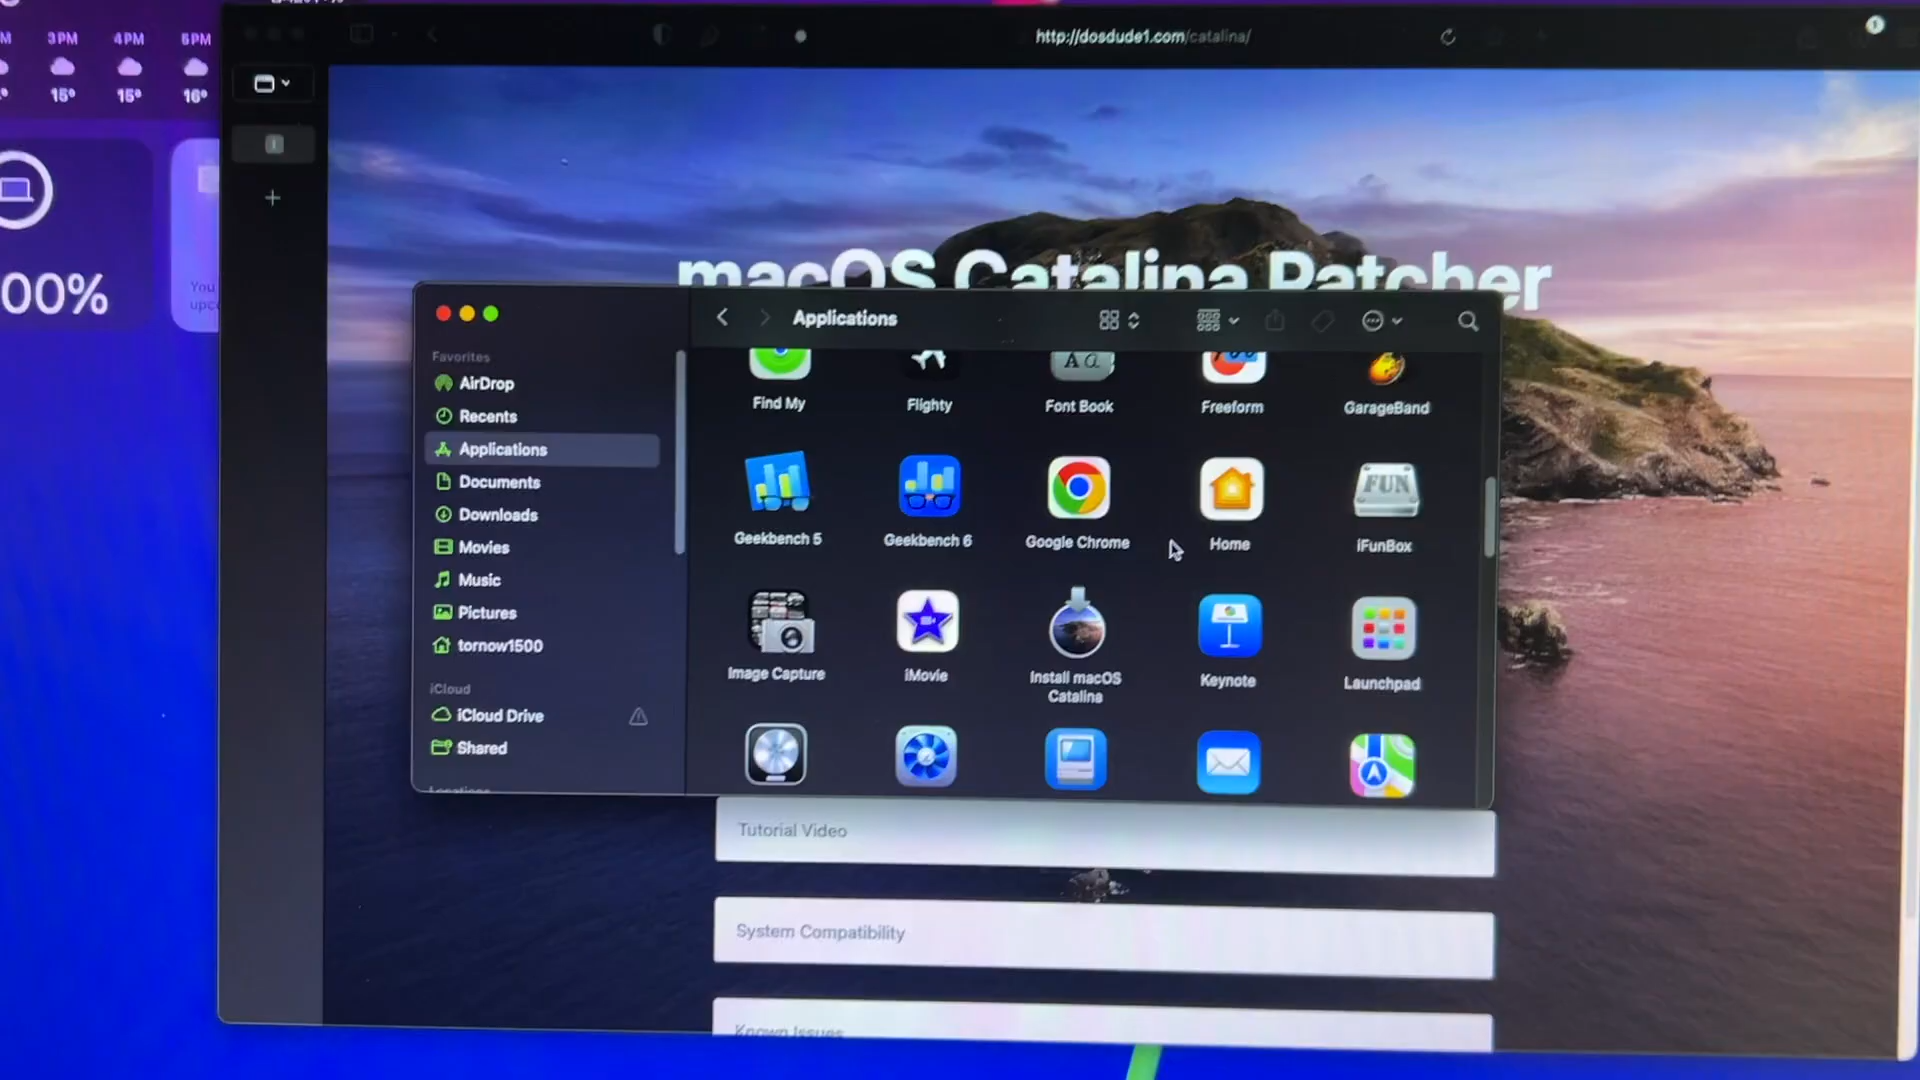 3PM 4PM 5PM
15° 15° 16°
http://dosdude1.com/catalina/
00%
You
macOS Catalina Patcher
Applications
Favorites
AirDrop
Recents
Applications
Documents
Downloads
Movies
Music
Pictures
tornow1500
iCloud
iCloud Drive
Shared
Locations
Find My
Flighty
Font Book
Freeform
GarageBand
Geekbench 5
Geekbench 6
Google Chrome
Home
FUN
iFunBox
Image Capture
iMovie
Install macOS
Catalina
Keynote
Launchpad
Tutorial Video
System Compatibility
Known Issues